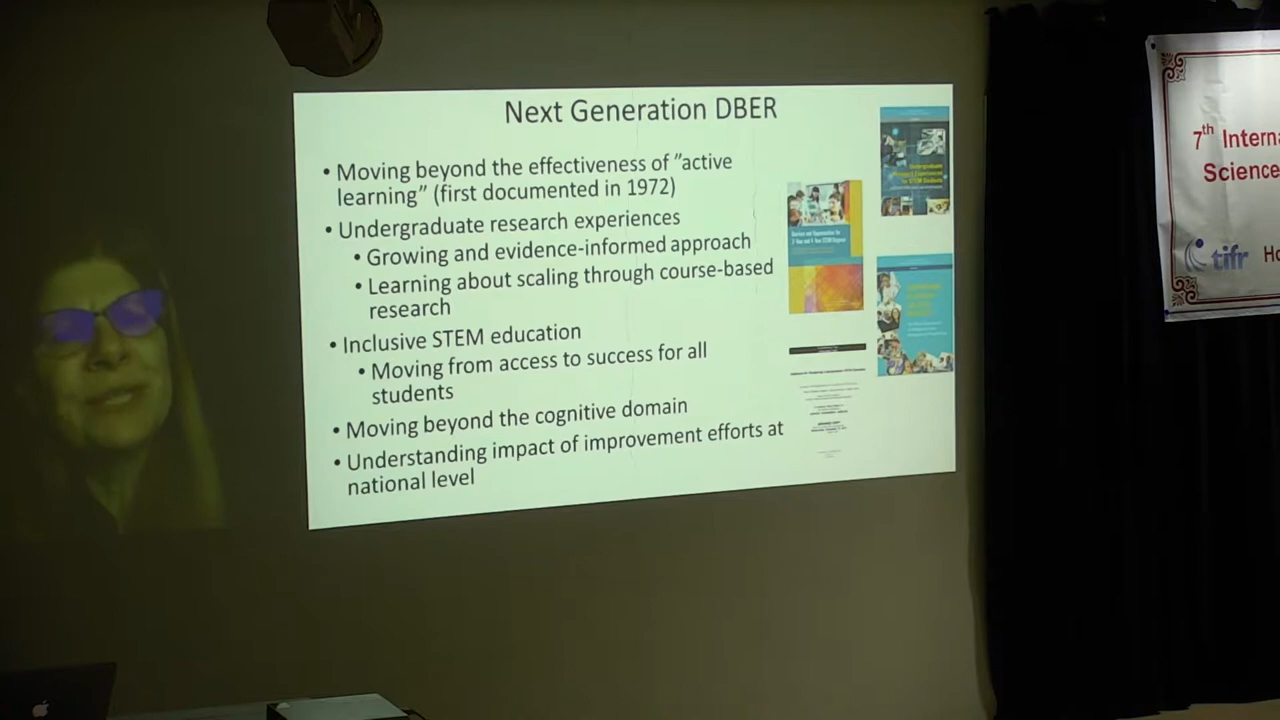 Next Generation DBER
• Moving beyond the effectiveness of ”active
learning” (first documented in 1972)
• Undergraduate research experiences
• Growing and evidence-informed approach
• Learning about scaling through course-based
research
• Inclusive STEM education
• Moving from access to success for all
students
• Moving beyond the cognitive domain
• Understanding impact of improvement efforts at
national level
7th Interna
Science
tifr Ho